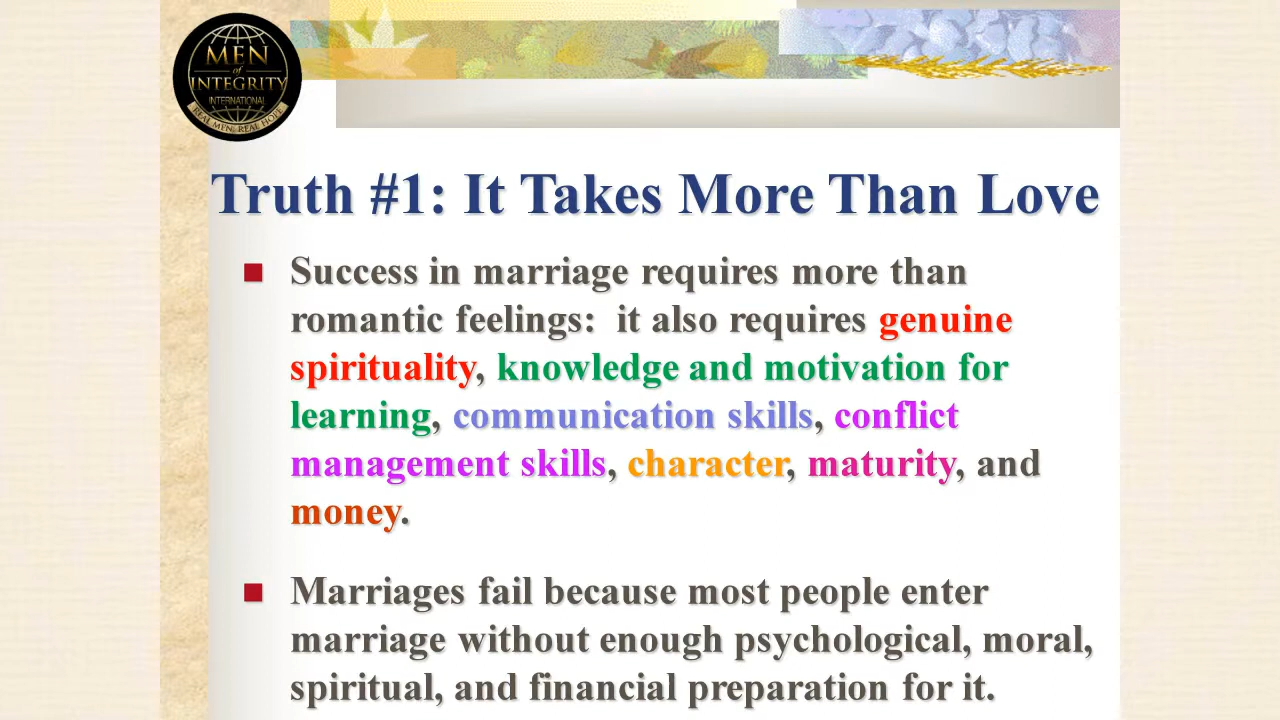 MEN
of
INTEGRITY
INTERNATIONAL
REAL MEN. REAL HOPE
Truth #1: It Takes More Than Love
Success in marriage requires more than
romantic feelings:  it also requires genuine
spirituality, knowledge and motivation for
learning, communication skills, conflict
management skills, character, maturity, and
money.
Marriages fail because most people enter
marriage without enough psychological, moral,
spiritual, and financial preparation for it.